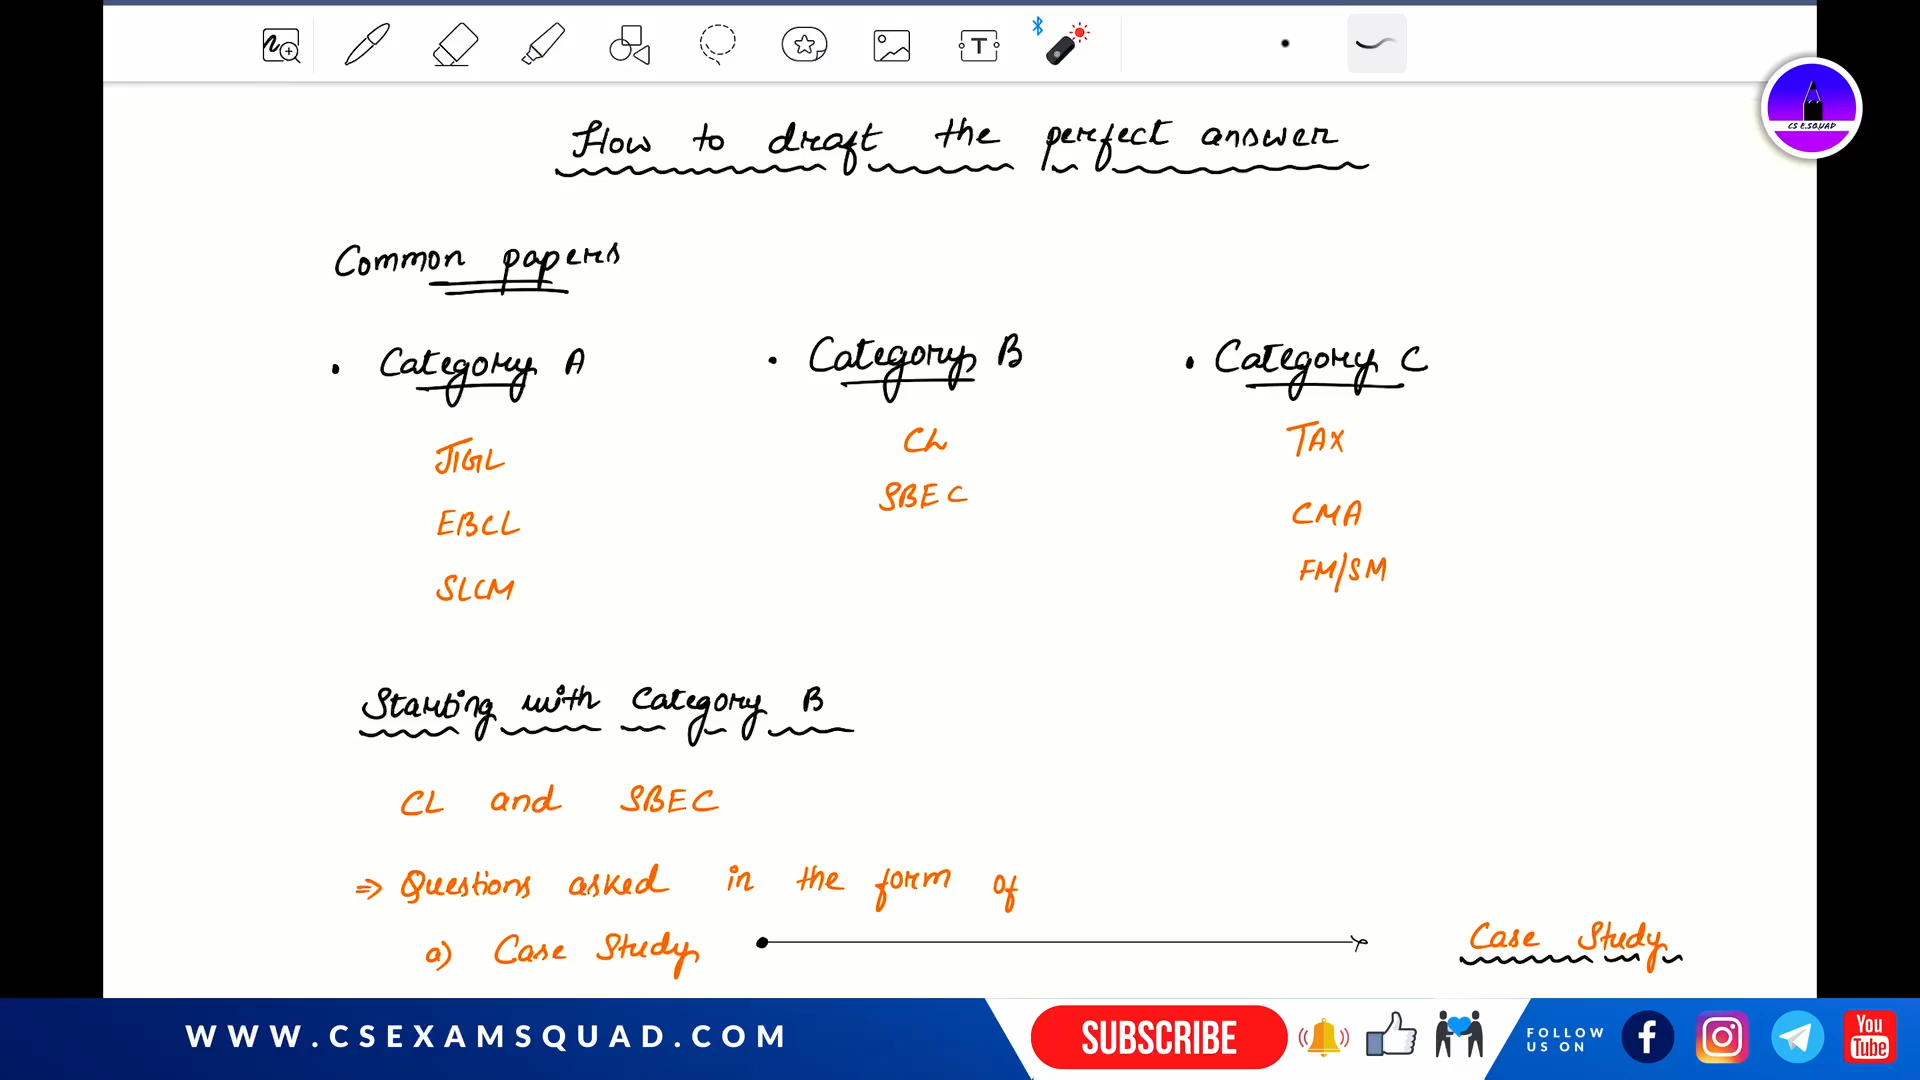 T
CS E.SQUAD
How to draft the perfect answer
Common papers
• Category A
JIGL
EBCL
SLCM
• Category B
CL
SBEC
• Category C
TAX
CMA
FM/SM
Starting with Category B
CL and SBEC
⇒ Questions asked in the form of
a) Case Study
Case Study
WWW.CSEXAMSQUAD.COM
SUBSCRIBE
FOLLOW
US ON
You
Tube